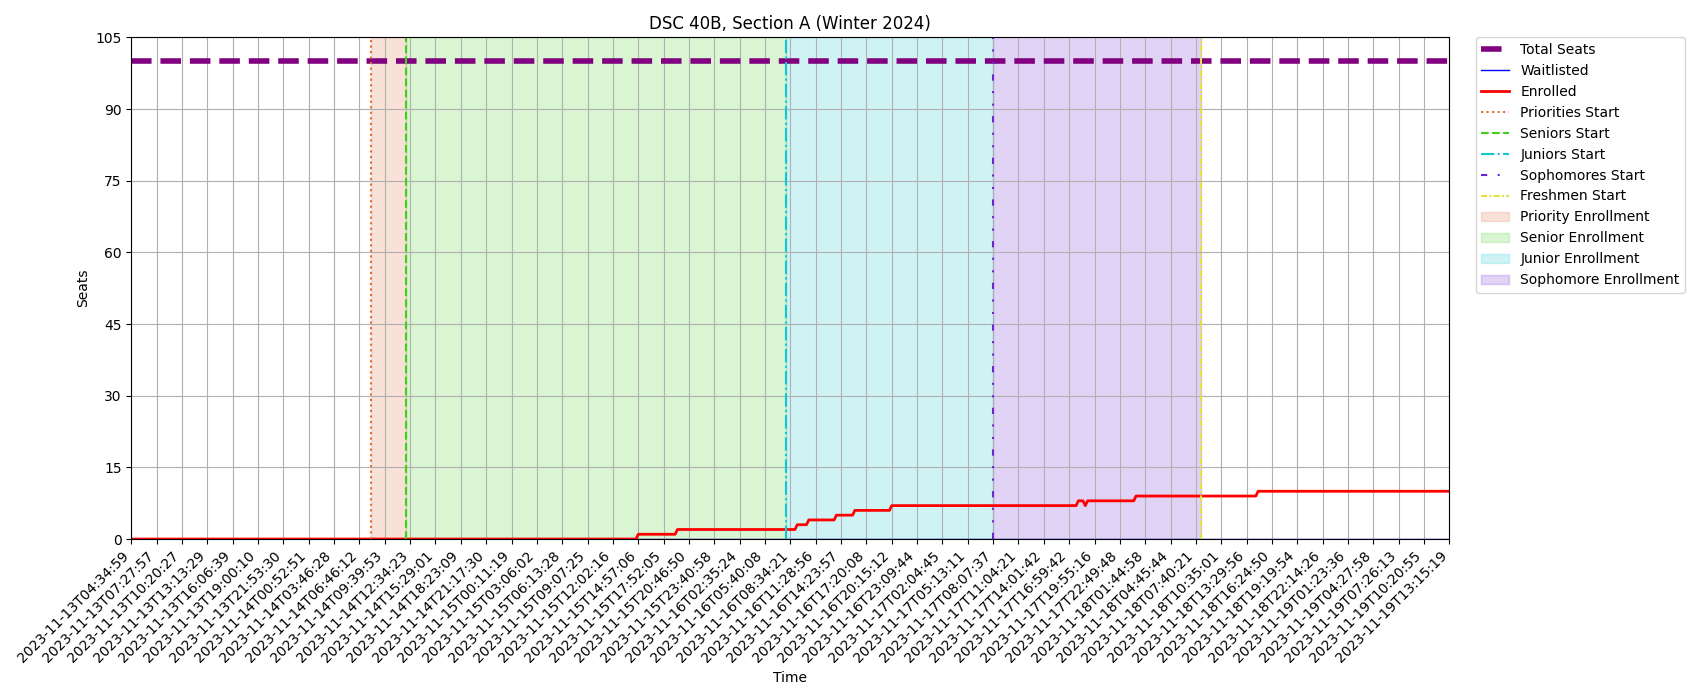 DSC 40B, Section A (Winter 2024)
105
90
75
60
45
30
15
0
Seats
2023-11-13T04:34:59
2023-11-13T07:27:57
2023-11-13T10:20:27
2023-11-13T13:13:29
2023-11-13T16:06:39
2023-11-13T19:00:10
2023-11-13T21:53:30
2023-11-14T00:52:51
2023-11-14T03:46:28
2023-11-14T06:46:12
2023-11-14T09:39:53
2023-11-14T12:34:23
2023-11-14T15:29:01
2023-11-14T18:23:09
2023-11-14T21:17:30
2023-11-15T00:11:19
2023-11-15T03:06:02
2023-11-15T06:13:28
2023-11-15T09:07:25
2023-11-15T12:02:16
2023-11-15T14:57:06
2023-11-15T17:52:05
2023-11-15T20:46:50
2023-11-15T23:40:58
2023-11-16T02:35:24
2023-11-16T05:40:08
2023-11-16T08:34:21
2023-11-16T11:28:56
2023-11-16T14:23:57
2023-11-16T17:20:08
2023-11-16T20:15:12
2023-11-16T23:09:44
2023-11-17T02:04:45
2023-11-17T05:13:11
2023-11-17T08:07:37
2023-11-17T11:04:21
2023-11-17T14:01:42
2023-11-17T16:59:42
2023-11-17T19:55:16
2023-11-17T22:49:48
2023-11-18T01:44:58
2023-11-18T04:45:44
2023-11-18T07:40:21
2023-11-18T10:35:01
2023-11-18T13:29:56
2023-11-18T16:24:50
2023-11-18T19:19:54
2023-11-18T22:14:26
2023-11-19T01:23:36
2023-11-19T04:27:58
2023-11-19T07:26:13
2023-11-19T10:20:55
2023-11-19T13:15:19
Time
Total Seats
Waitlisted
Enrolled
Priorities Start
Seniors Start
Juniors Start
Sophomores Start
Freshmen Start
Priority Enrollment
Senior Enrollment
Junior Enrollment
Sophomore Enrollment